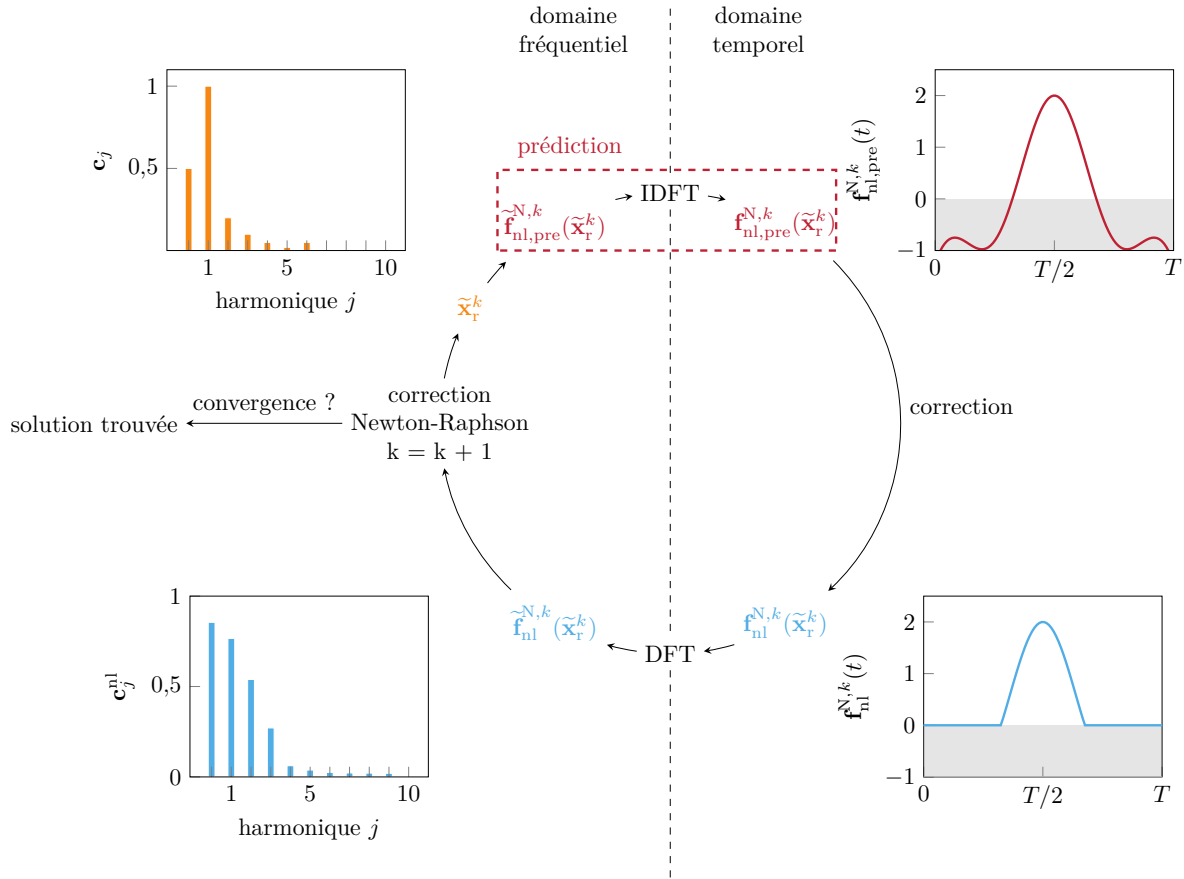 domaine
fréquentiel
domaine
temporel
1
0,5
c_j
1
5
10
harmonique j
prédiction
IDFT
f̃^{N,k}_{nl,pre}(x̃^k_r)
f^{N,k}_{nl,pre}(x̃^k_r)
2
1
0
−1
f^{N,k}_{nl,pre}(t)
0
T/2
T
x̃^k_r
convergence ?
solution trouvée
correction
Newton-Raphson
k = k + 1
correction
1
0,5
0
c^{nl}_j
1
5
10
harmonique j
f̃^{N,k}_{nl}(x̃^k_r)
DFT
f^{N,k}_{nl}(x̃^k_r)
2
1
0
−1
f^{N,k}_{nl}(t)
0
T/2
T